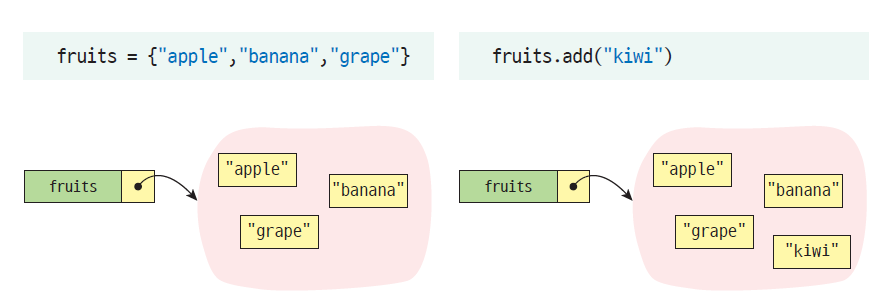 fruits = {"apple","banana","grape"}
fruits.add("kiwi")
fruits
"apple"
"banana"
"grape"
fruits
"apple"
"banana"
"grape"
"kiwi"